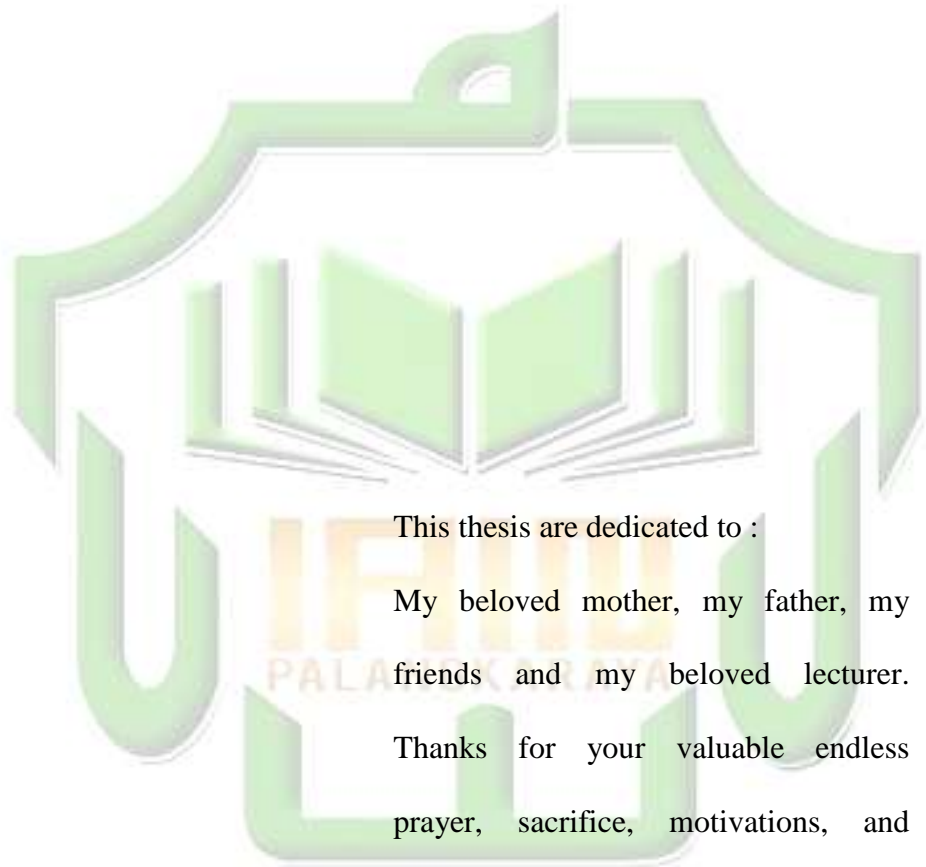 This thesis are dedicated to :
My beloved mother, my father, my
friends and my beloved lecturer.
Thanks for your valuable endless
prayer, sacrifice, motivations, and
IAIN
PALANGKARAYA